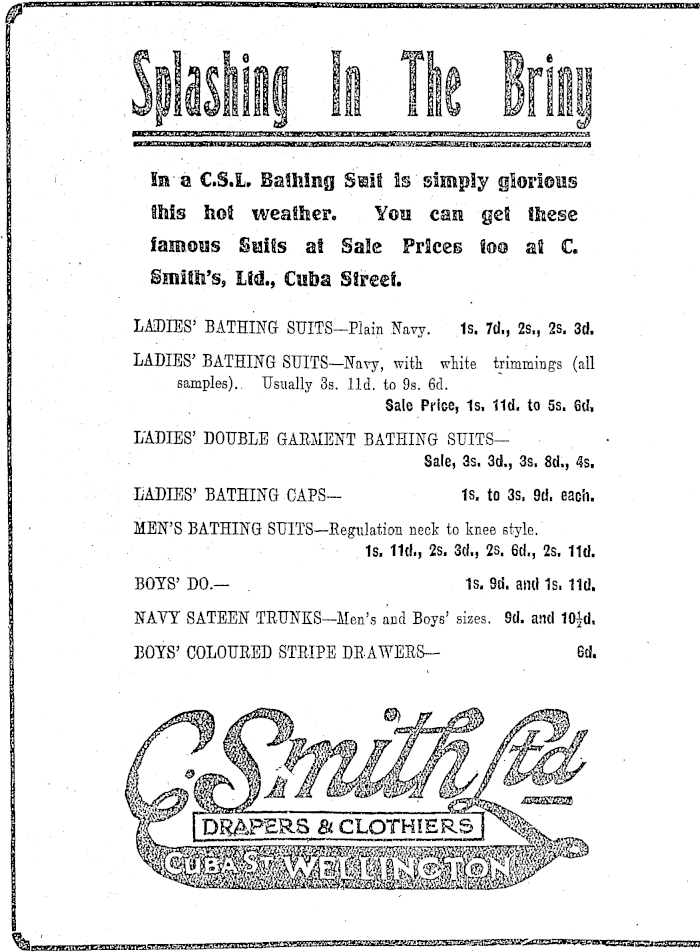 Splashing In The Briny
In a C.S.L. Bathing Suit is simply glorious
this hot weather. You can get these
famous Suits at Sale Prices too at C.
Smith's, Ltd., Cuba Street.
LADIES' BATHING SUITS—Plain Navy. 1s. 7d., 2s., 2s. 3d.
LADIES' BATHING SUITS—Navy, with white trimmings (all
samples). Usually 3s. 11d. to 9s. 6d.
Sale Price, 1s. 11d. to 5s. 6d.
LADIES' DOUBLE GARMENT BATHING SUITS—
Sale, 3s. 3d., 3s. 8d., 4s.
LADIES' BATHING CAPS— 1s. to 3s. 9d. each.
MEN'S BATHING SUITS—Regulation neck to knee style.
1s. 11d., 2s. 3d., 2s. 6d., 2s. 11d.
BOYS' DO.— 1s. 9d. and 1s. 11d.
NAVY SATEEN TRUNKS—Men's and Boys' sizes. 9d. and 10½d.
BOYS' COLOURED STRIPE DRAWERS— 6d.
C. Smith Ltd
DRAPERS & CLOTHIERS
CUBA ST WELLINGTON